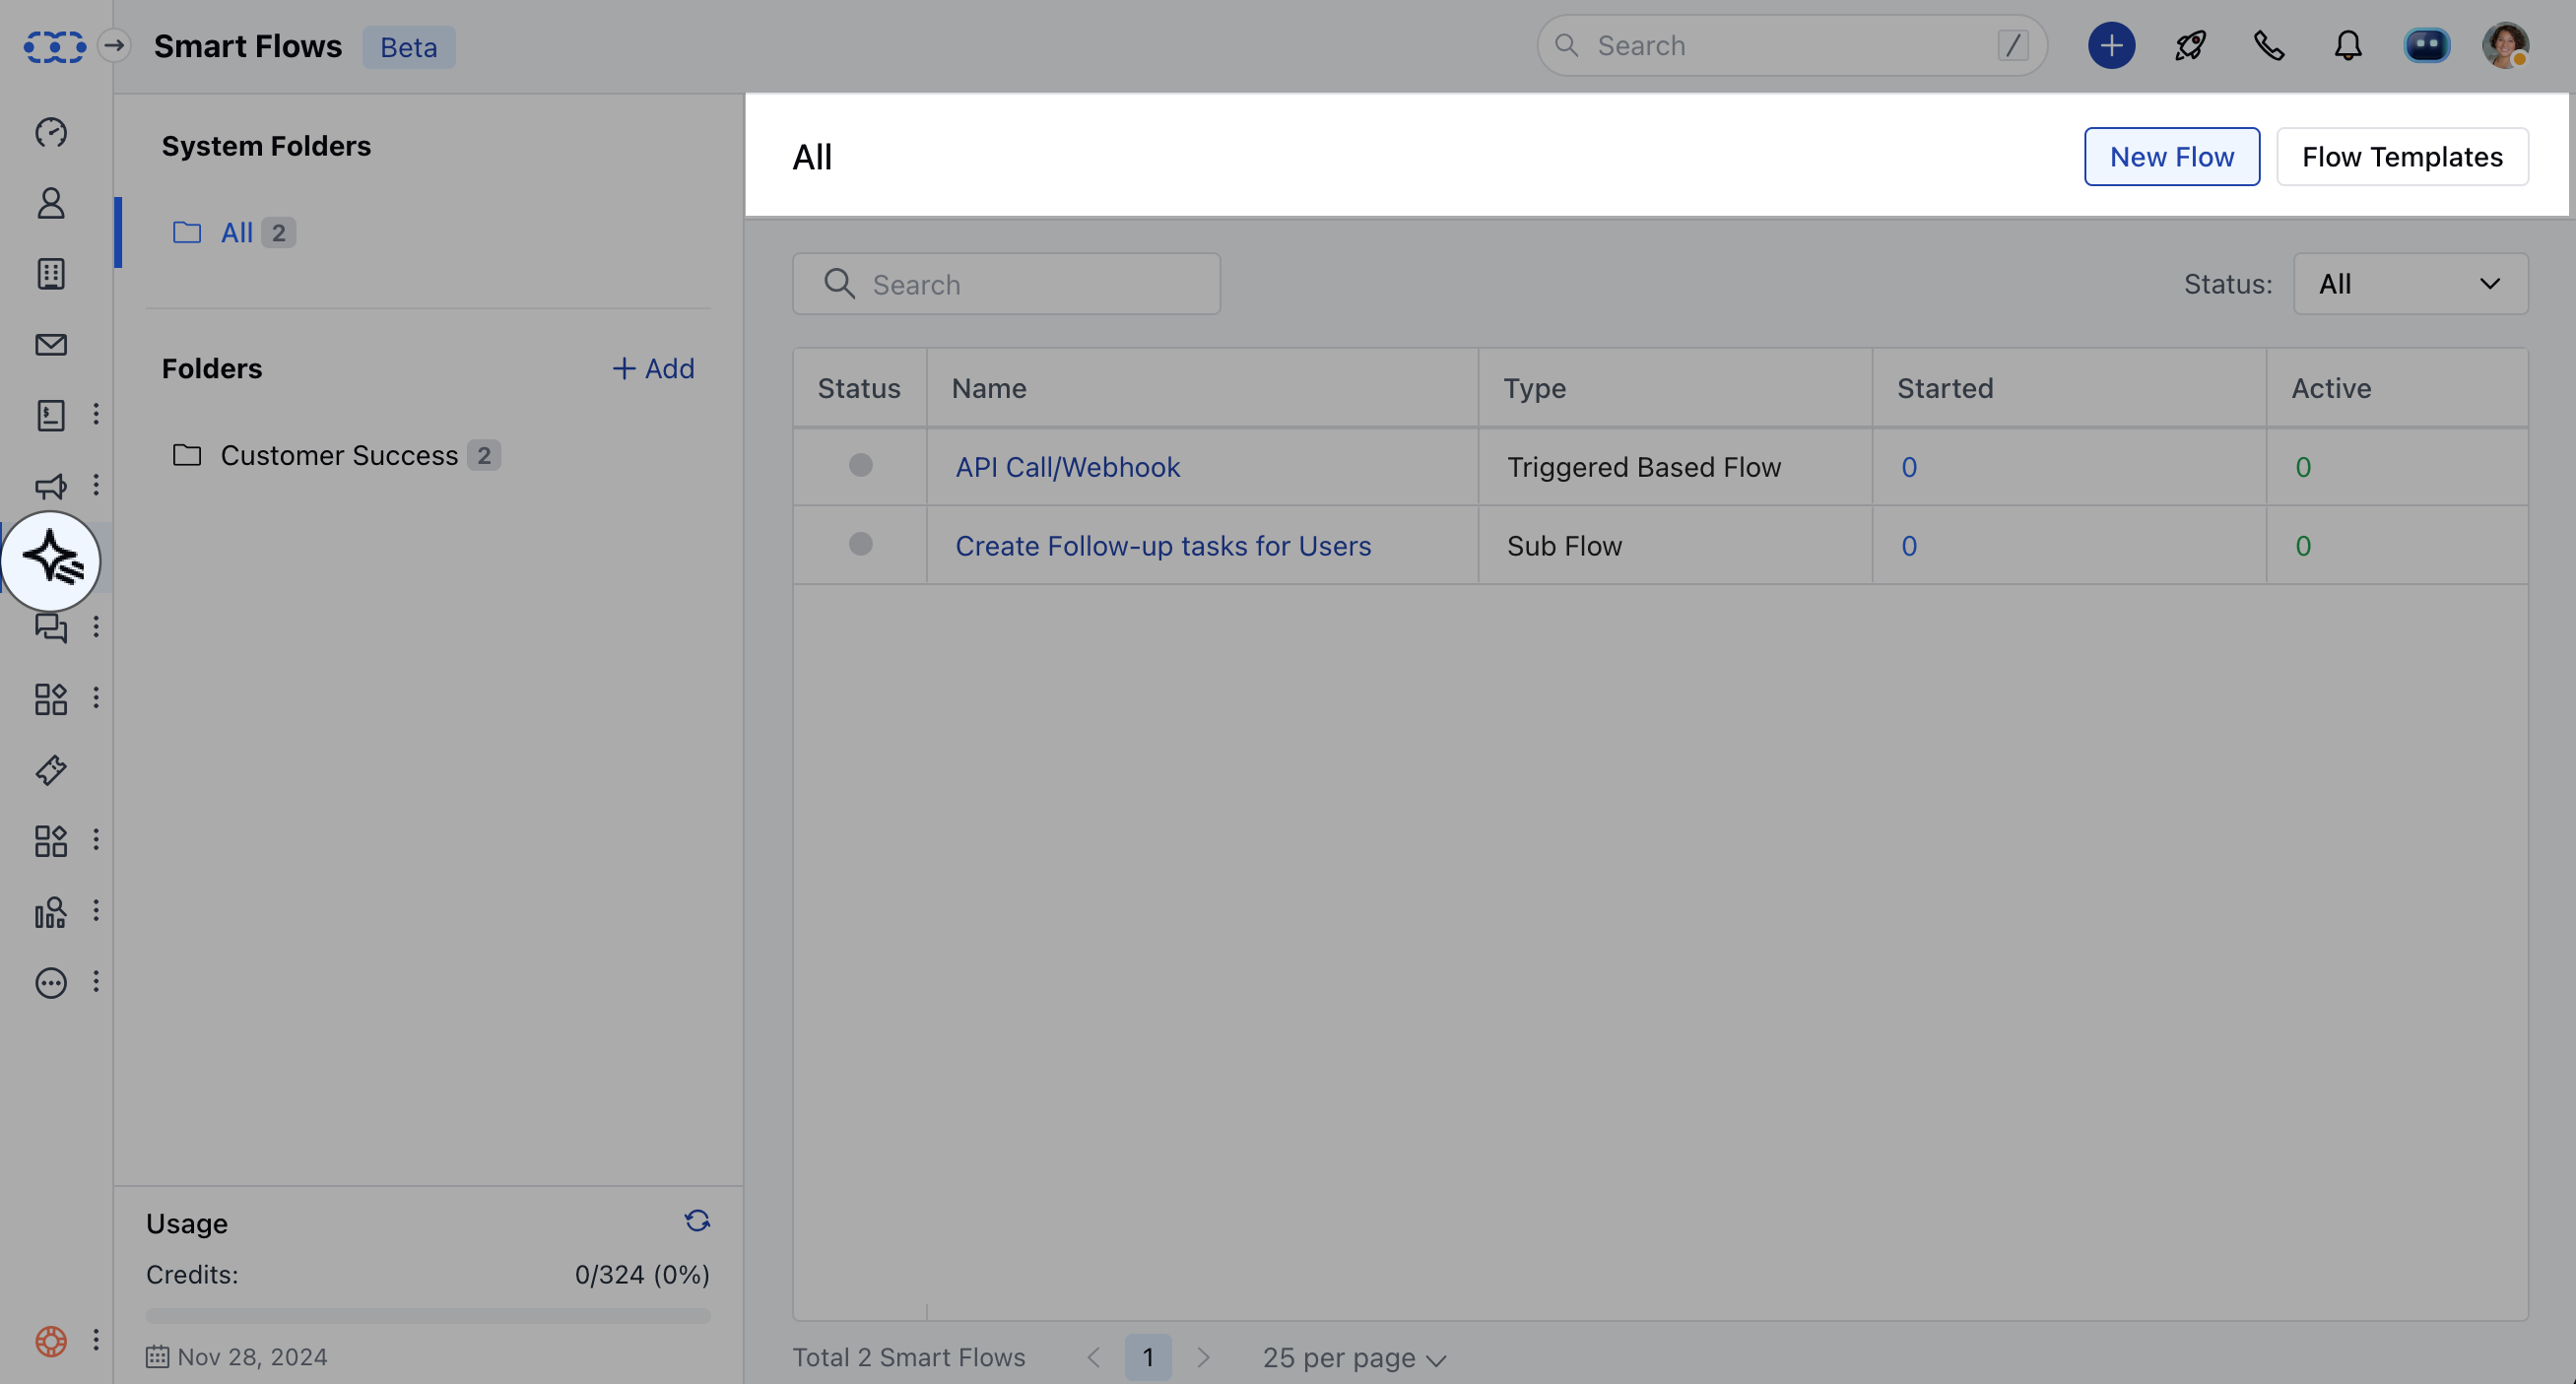 Smart Flows Beta
Search /
System Folders
All 2
Folders + Add
Customer Success 2
Usage
Credits: 0/324 (0%)
Nov 28, 2024
All
New Flow Flow Templates
Search
Status: All
Status Name Type Started Active
API Call/Webhook Triggered Based Flow 0 0
Create Follow-up tasks for Users Sub Flow 0 0
Total 2 Smart Flows 1 25 per page